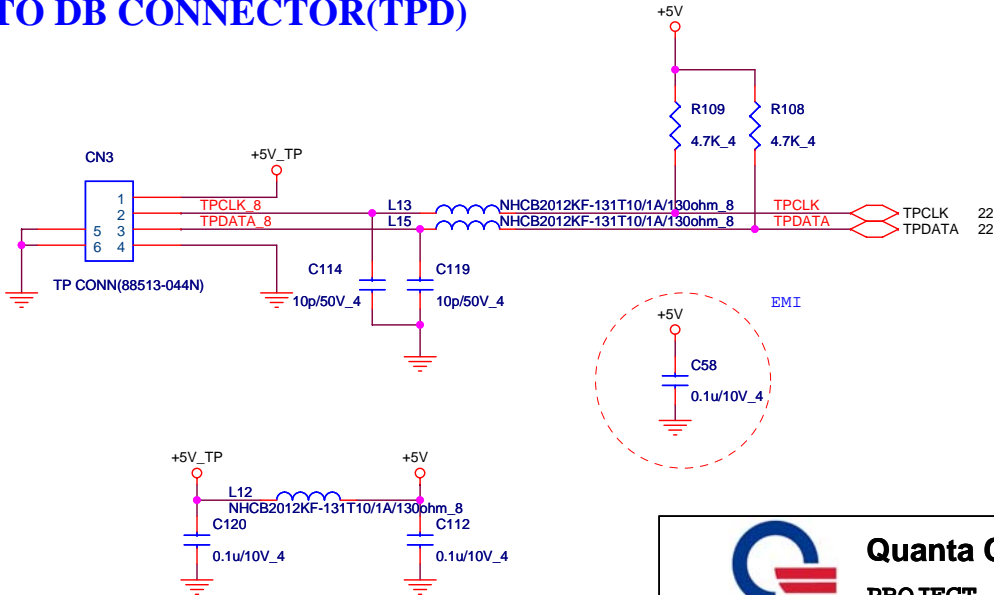 TO DB CONNECTOR(TPD)
+5V
R109
R108
4.7K_4
4.7K_4
CN3
+5V_TP
1
2
3
4
5
6
TPCLK_8
TPDATA_8
L13
NHCB2012KF-131T10/1A/130ohm_8
L15
NHCB2012KF-131T10/1A/130ohm_8
TPCLK
TPDATA
TPCLK 22
TPDATA 22
TP CONN(88513-044N)
C114
10p/50V_4
C119
10p/50V_4
EMI
+5V
C58
0.1u/10V_4
+5V_TP
+5V
L12
NHCB2012KF-131T10/1A/130ohm_8
C120
0.1u/10V_4
C112
0.1u/10V_4
Quanta
PROJECT